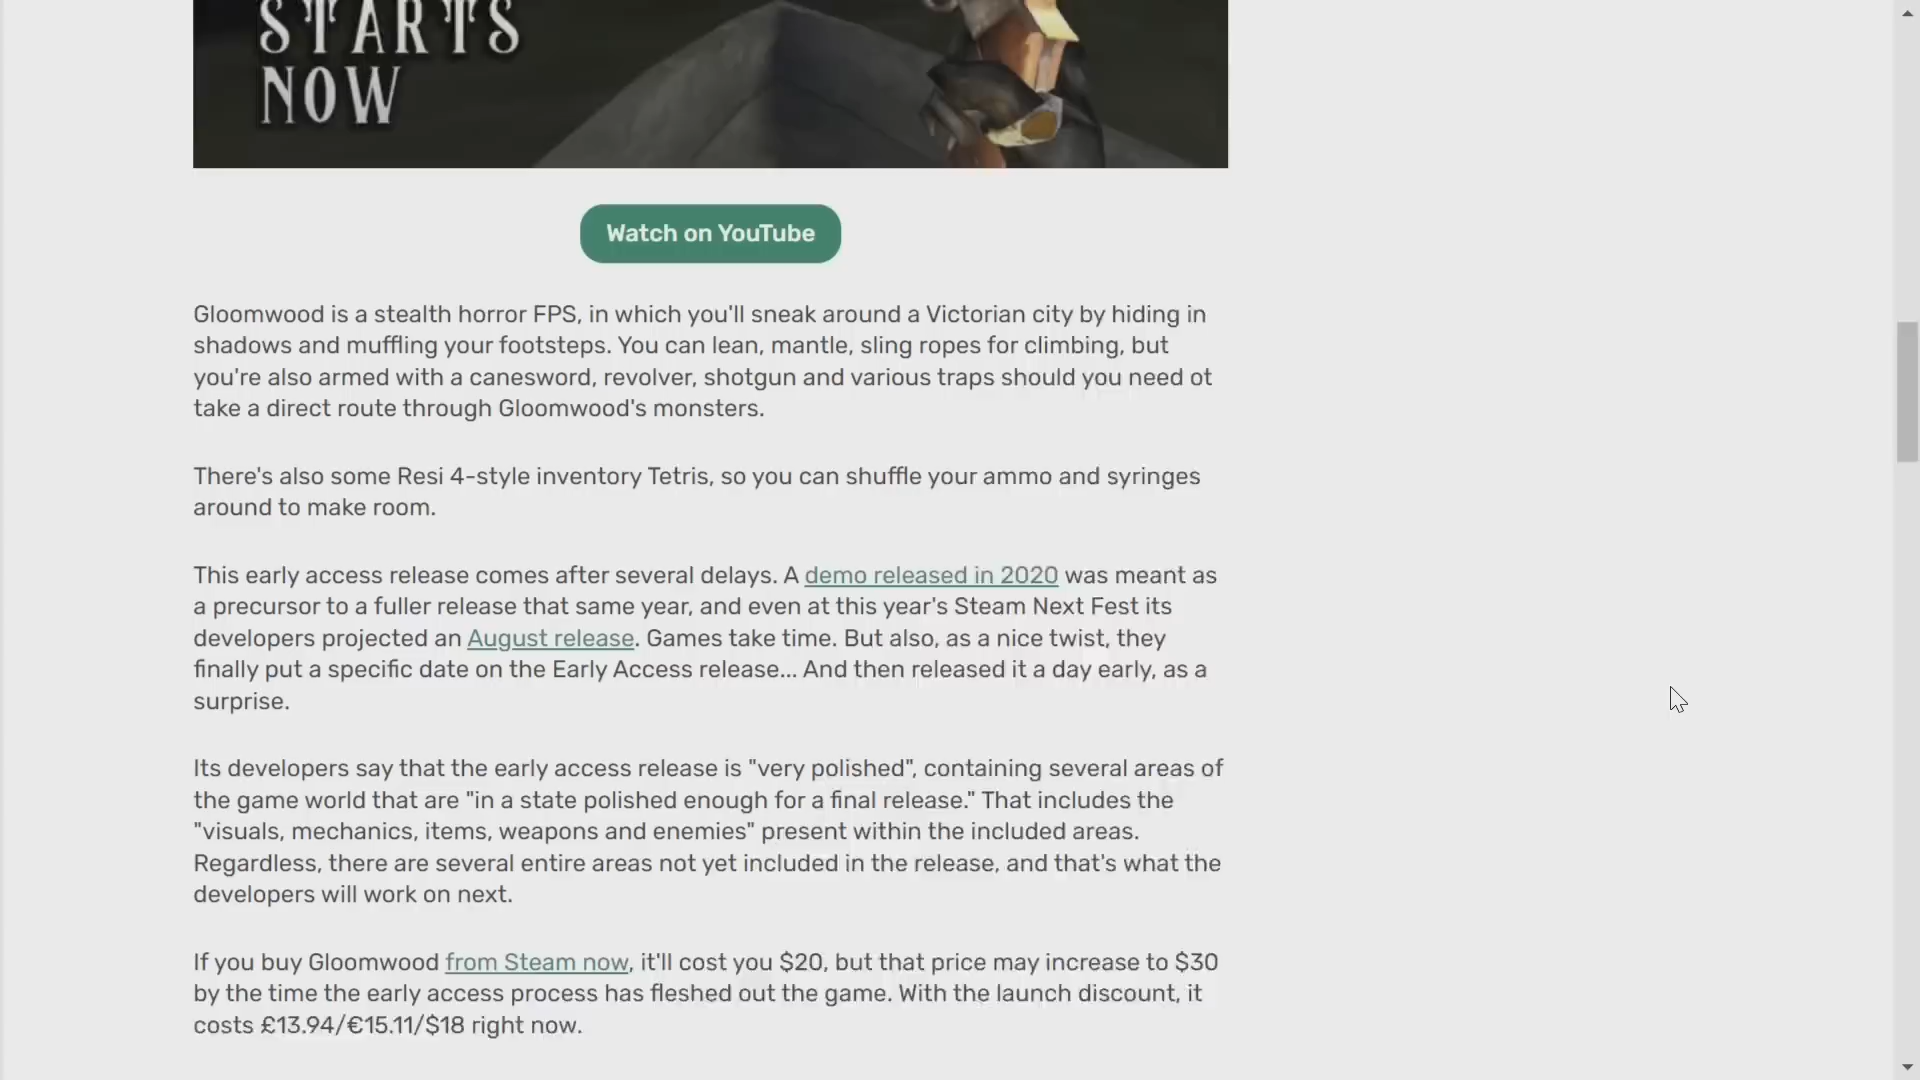 STARTS
NOW
Watch on YouTube
Gloomwood is a stealth horror FPS, in which you'll sneak around a Victorian city by hiding in
shadows and muffling your footsteps. You can lean, mantle, sling ropes for climbing, but
you're also armed with a canesword, revolver, shotgun and various traps should you need ot
take a direct route through Gloomwood's monsters.
There's also some Resi 4-style inventory Tetris, so you can shuffle your ammo and syringes
around to make room.
This early access release comes after several delays. A demo released in 2020 was meant as
a precursor to a fuller release that same year, and even at this year's Steam Next Fest its
developers projected an August release. Games take time. But also, as a nice twist, they
finally put a specific date on the Early Access release... And then released it a day early, as a
surprise.
Its developers say that the early access release is "very polished", containing several areas of
the game world that are "in a state polished enough for a final release." That includes the
"visuals, mechanics, items, weapons and enemies" present within the included areas.
Regardless, there are several entire areas not yet included in the release, and that's what the
developers will work on next.
If you buy Gloomwood from Steam now, it'll cost you $20, but that price may increase to $30
by the time the early access process has fleshed out the game. With the launch discount, it
costs £13.94/€15.11/$18 right now.